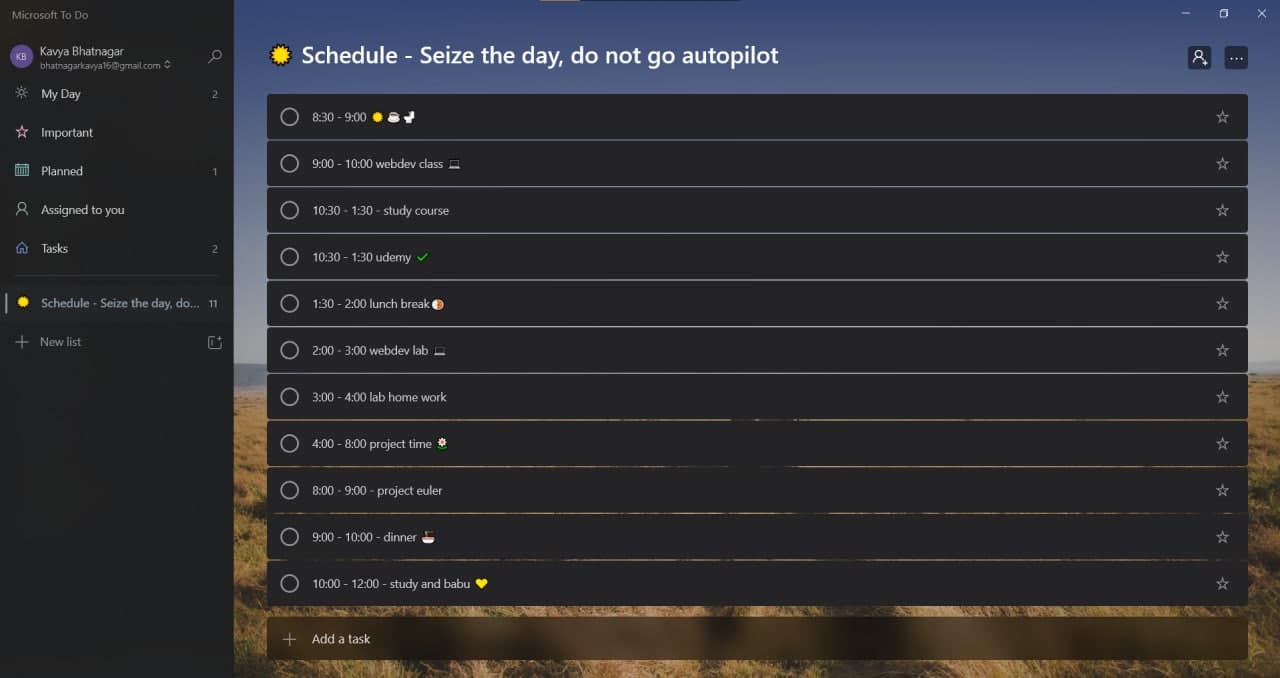 Microsoft To Do
KB
Kavya Bhatnagar
bhatnagarkavya16@gmail.com
My Day 2
Important
Planned 1
Assigned to you
Tasks 2
Schedule - Seize the day, do... 11
New list
Schedule - Seize the day, do not go autopilot
8:30 - 9:00 ☀️☕🚽
9:00 - 10:00 webdev class 💻
10:30 - 1:30 - study course
10:30 - 1:30 udemy ✔
1:30 - 2:00 lunch break
2:00 - 3:00 webdev lab 💻
3:00 - 4:00 lab home work
4:00 - 8:00 project time
8:00 - 9:00 - project euler
9:00 - 10:00 - dinner 🍜
10:00 - 12:00 - study and babu 💛
Add a task